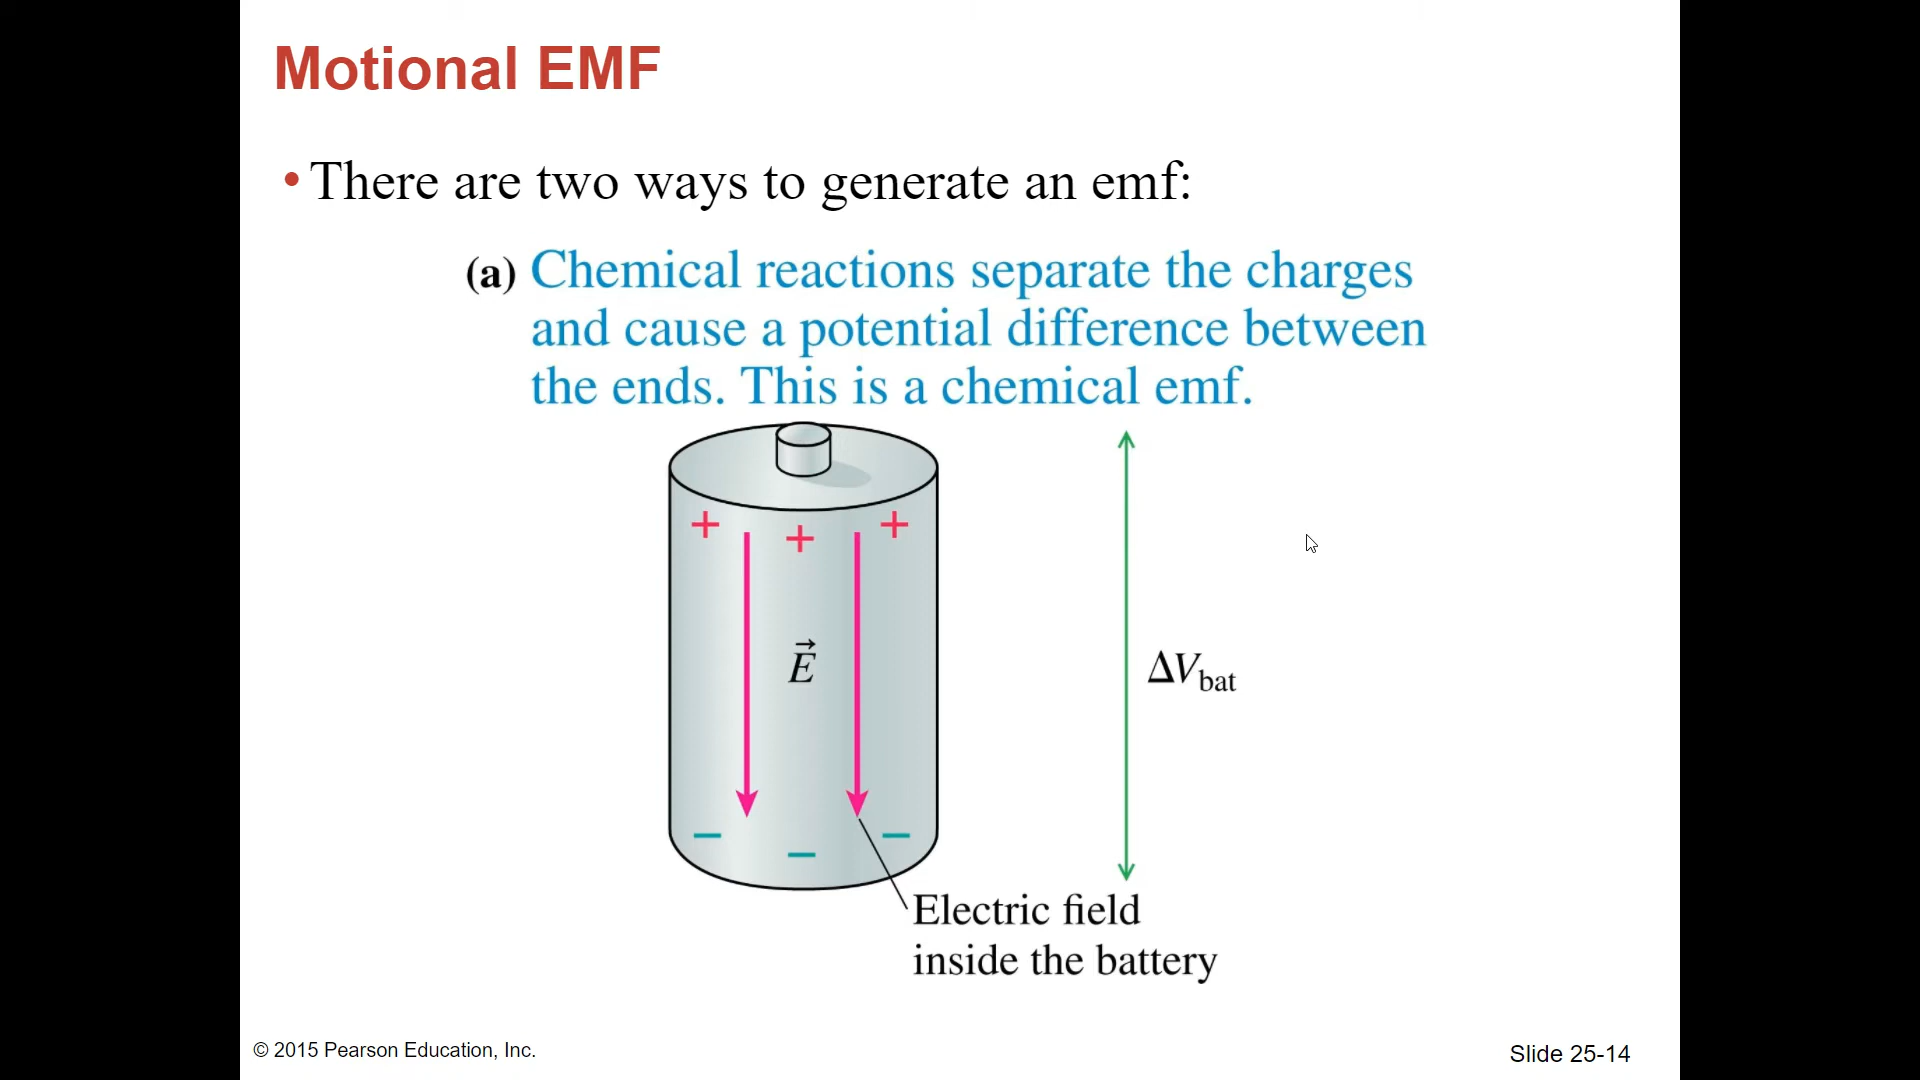 Motional EMF
• There are two ways to generate an emf:
(a) Chemical reactions separate the charges
and cause a potential difference between
the ends. This is a chemical emf.
+ + +
E⃗
ΔV_bat
− − −
Electric field
inside the battery
© 2015 Pearson Education, Inc.
Slide 25-14